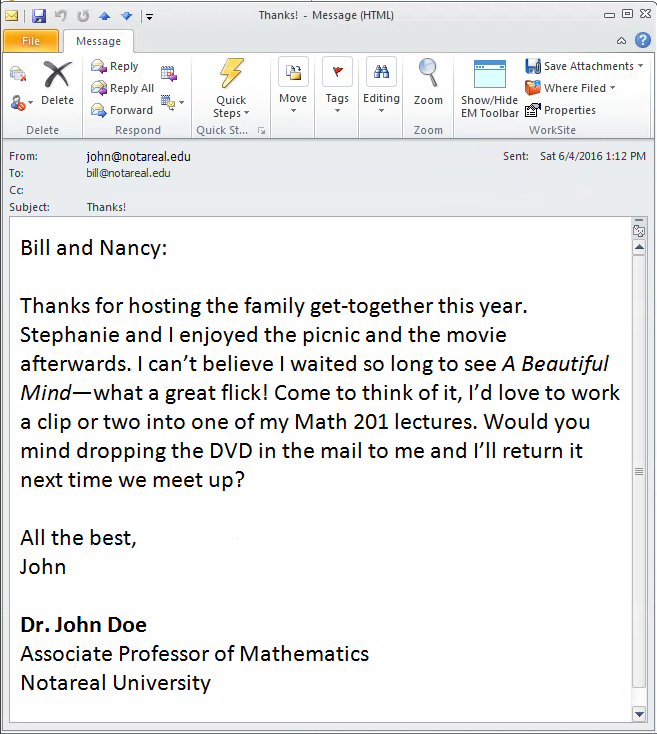 Thanks! - Message (HTML)
File Message
Delete
Reply
Reply All
Forward
Quick
Steps
Move
Tags
Editing
Zoom
Show/Hide
EM Toolbar
Save Attachments
Where Filed
Properties
Delete Respond Quick St... Zoom WorkSite
From: john@notareal.edu Sent: Sat 6/4/2016 1:12 PM
To: bill@notareal.edu
Cc:
Subject: Thanks!
Bill and Nancy:
Thanks for hosting the family get-together this year.
Stephanie and I enjoyed the picnic and the movie
afterwards. I can’t believe I waited so long to see A Beautiful
Mind—what a great flick! Come to think of it, I’d love to work
a clip or two into one of my Math 201 lectures. Would you
mind dropping the DVD in the mail to me and I’ll return it
next time we meet up?
All the best,
John
Dr. John Doe
Associate Professor of Mathematics
Notareal University